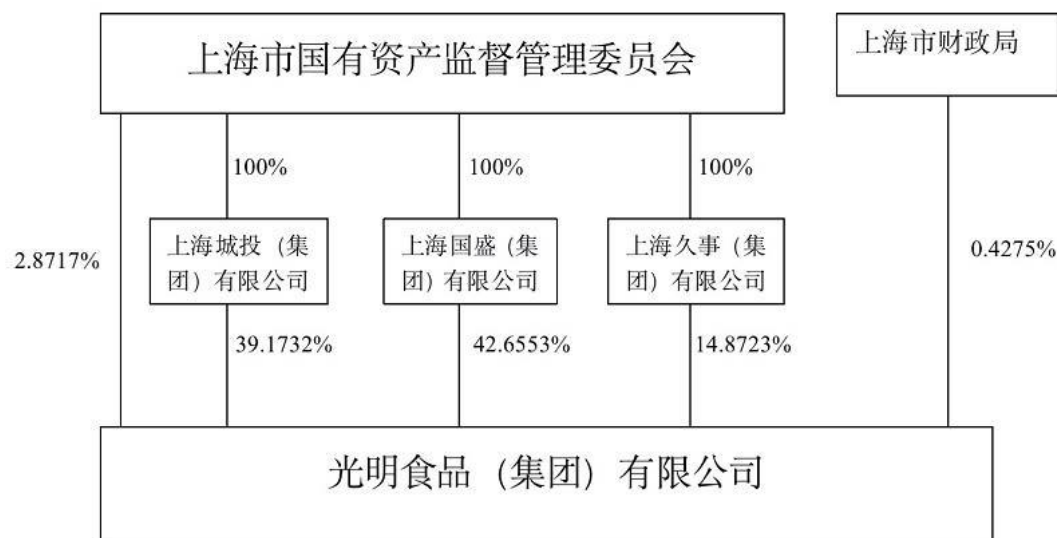 上海市国有资产监督管理委员会
上海市财政局
100%
100%
100%
上海城投（集
团）有限公司
上海国盛（集
团）有限公司
上海久事（集
团）有限公司
2.8717%
0.4275%
39.1732%
42.6553%
14.8723%
光明食品（集团）有限公司